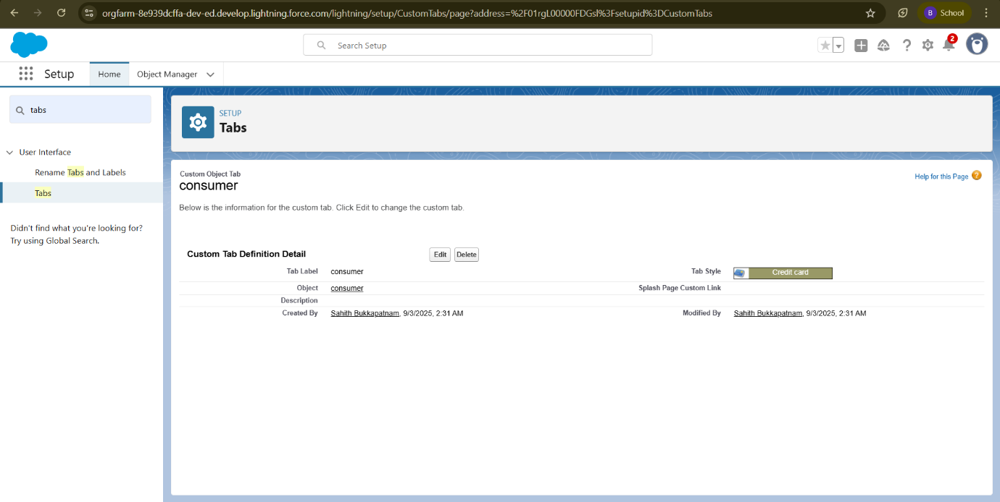 orgfarm-8e939dcffa-dev-ed.develop.lightning.force.com/lightning/setup/CustomTabs/page?address=%2F01rgL00000FDGsl%3Fsetupid%3DCustomTabs
B School
Search Setup
2
Setup Home Object Manager
tabs
User Interface
Rename Tabs and Labels
Tabs
Didn't find what you're looking for?
Try using Global Search.
SETUP
Tabs
Custom Object Tab
consumer
Help for this Page ?
Below is the information for the custom tab. Click Edit to change the custom tab.
Custom Tab Definition Detail Edit Delete
Tab Label consumer Tab Style Credit card
Object consumer Splash Page Custom Link
Description
Created By Sahith Bukkapatnam, 9/3/2025, 2:31 AM Modified By Sahith Bukkapatnam, 9/3/2025, 2:31 AM